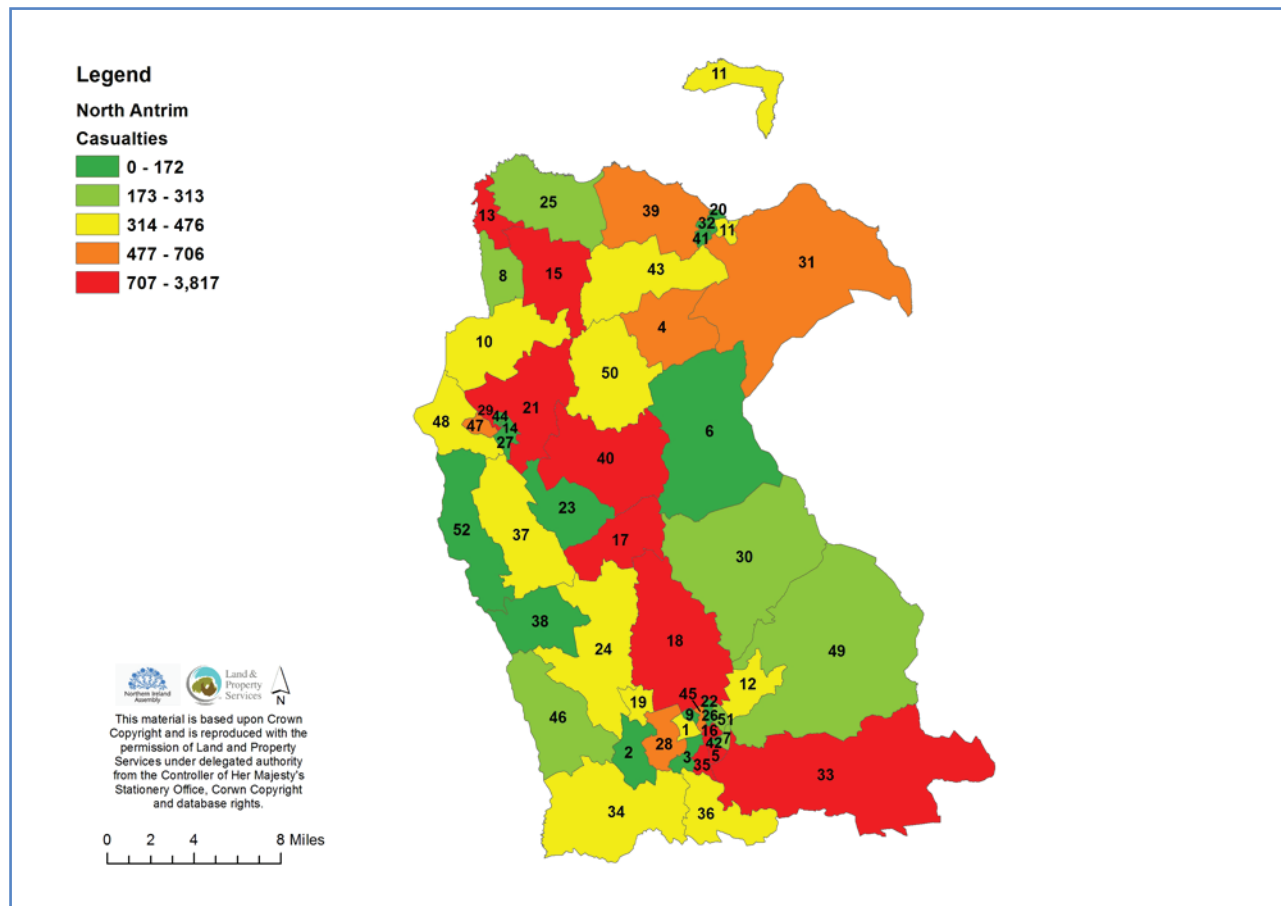 Legend
North Antrim
Casualties
0 - 172
173 - 313
314 - 476
477 - 706
707 - 3,817
11
25
13
39
20
32
11
41
31
8
15
43
4
10
50
29
44
21
48
47
14
27
6
40
23
52
37
17
30
38
24
18
49
12
19
45
22
9
26
51
46
1
16
7
28
42
2
3
5
35
33
34
36
Northern Ireland
Assembly
Land &
Property
Services
N
This material is based upon Crown
Copyright and is reproduced with the
permission of Land and Property
Services under delegated authority
from the Controller of Her Majesty's
Stationery Office, Corwn Copyright
and database rights.
0 2 4 8 Miles